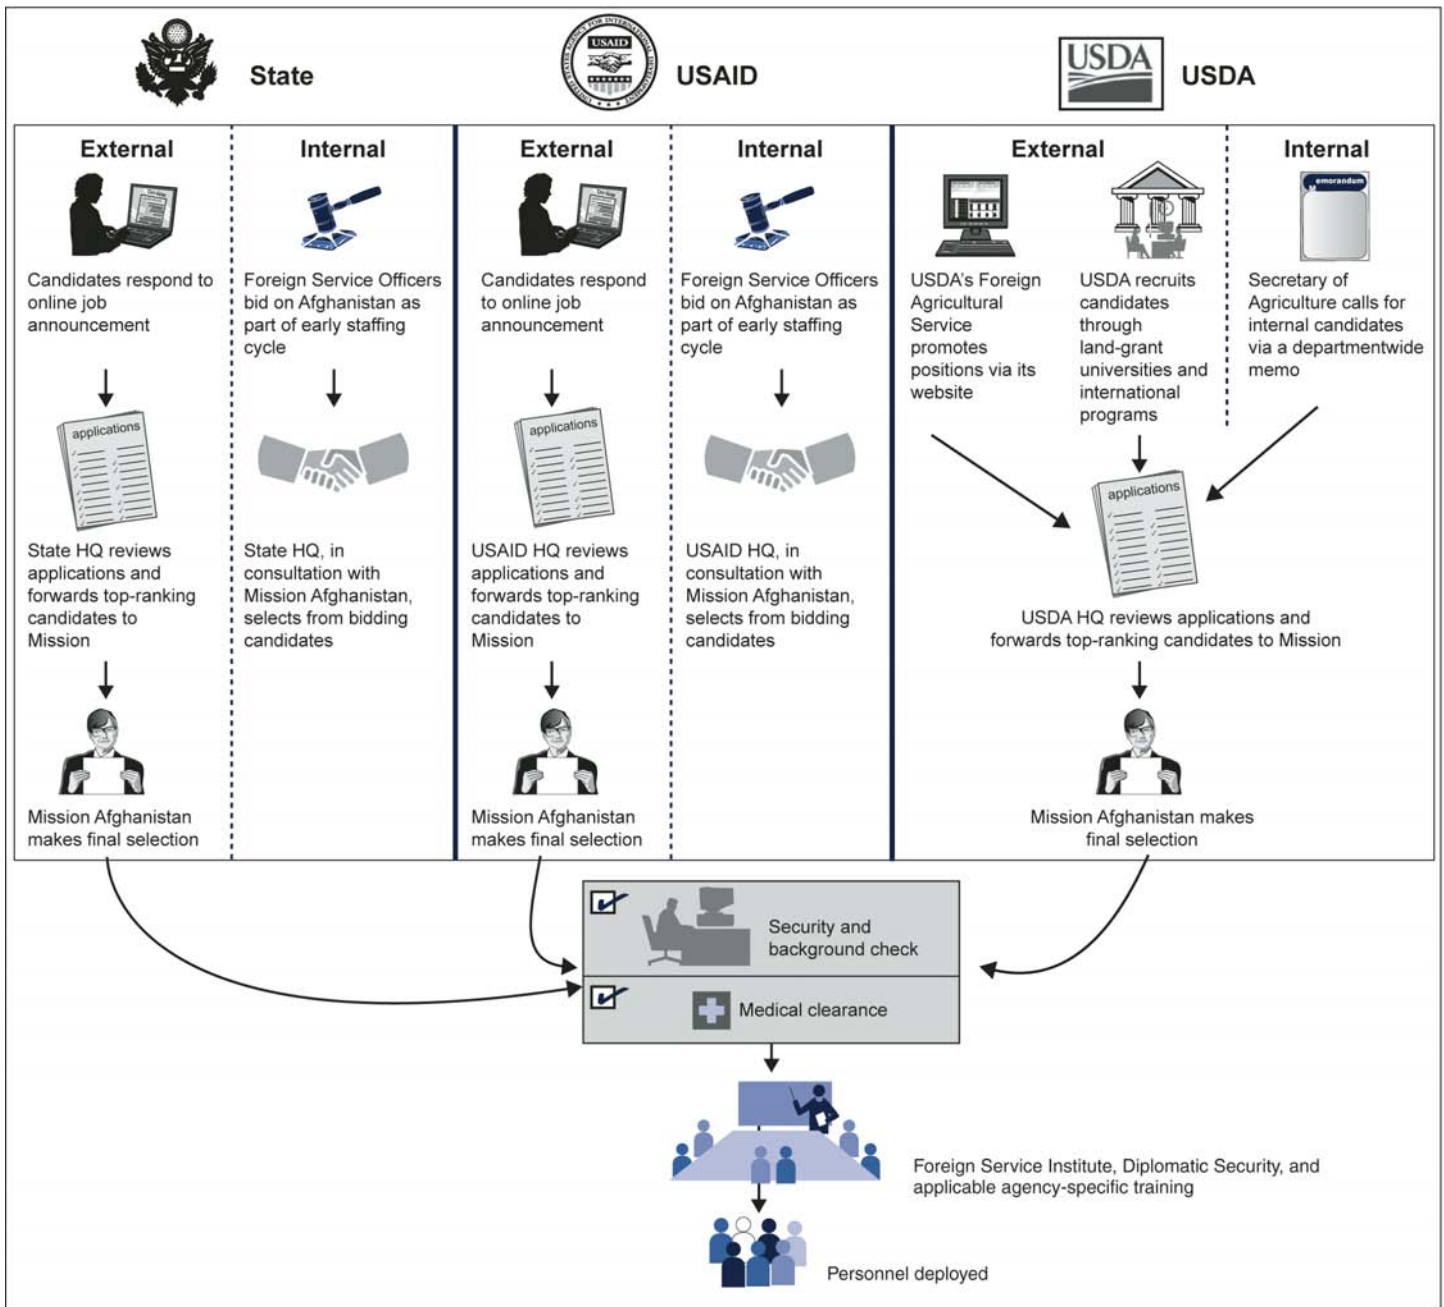 State
UNITED STATES AGENCY FOR INTERNATIONAL DEVELOPMENT
USAID
USAID
USDA
USDA
External
Candidates respond to
online job
announcement
applications
State HQ reviews
applications and
forwards top-ranking
candidates to
Mission
Mission Afghanistan
makes final selection
Internal
Foreign Service Officers
bid on Afghanistan as
part of early staffing
cycle
State HQ, in
consultation with
Mission Afghanistan,
selects from bidding
candidates
External
Candidates respond
to online job
announcement
applications
USAID HQ reviews
applications and
forwards top-ranking
candidates to
Mission
Mission Afghanistan
makes final selection
Internal
Foreign Service Officers
bid on Afghanistan as
part of early staffing
cycle
USAID HQ, in
consultation with
Mission Afghanistan,
selects from bidding
candidates
External
USDA's Foreign
Agricultural
Service
promotes
positions via its
website
USDA recruits
candidates
through
land-grant
universities and
international
programs
Internal
Memorandum
Secretary of
Agriculture calls for
internal candidates
via a departmentwide
memo
applications
USDA HQ reviews applications and
forwards top-ranking candidates to Mission
Mission Afghanistan makes
final selection
Security and
background check
Medical clearance
Foreign Service Institute, Diplomatic Security, and
applicable agency-specific training
Personnel deployed